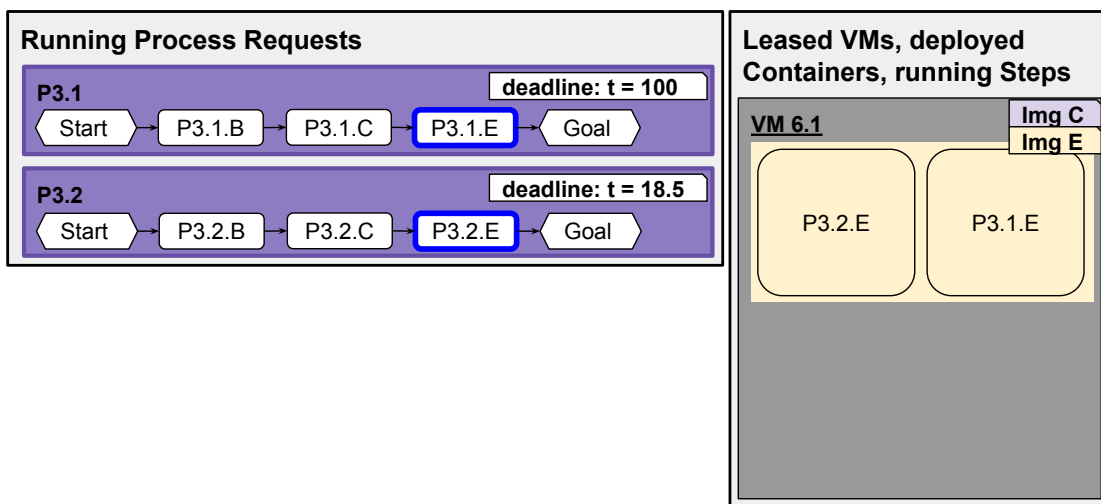 Running Process Requests
P3.1
deadline: t = 100
Start
P3.1.B
P3.1.C
P3.1.E
Goal
P3.2
deadline: t = 18.5
Start
P3.2.B
P3.2.C
P3.2.E
Goal
Leased VMs, deployed
Containers, running Steps
VM 6.1
Img C
Img E
P3.2.E
P3.1.E